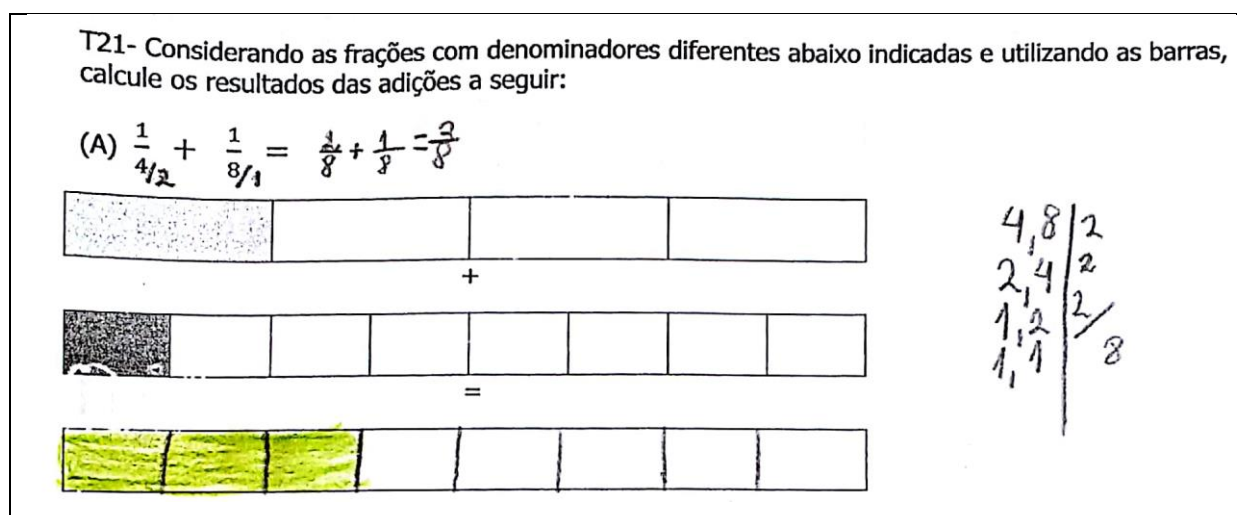 T21- Considerando as frações com denominadores diferentes abaixo indicadas e utilizando as barras,
calcule os resultados das adições a seguir:
(A) 1/4 /2 + 1/8 /1 = 2/8 + 1/8 = 3/8
+
=
4,8|2
2,4|2
1,2|2/
1,1| 8